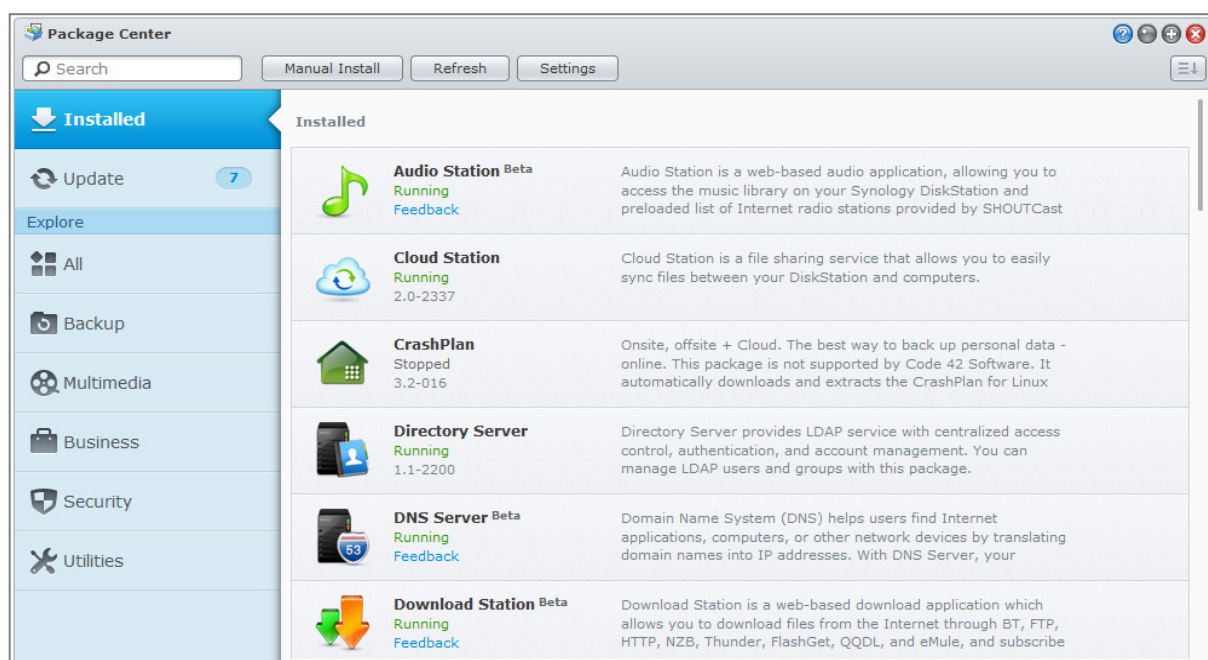 Package Center
Search
Manual Install
Refresh
Settings
Installed
Update
7
Explore
All
Backup
Multimedia
Business
Security
Utilities
Installed
Audio Station Beta
Running
Feedback
Audio Station is a web-based audio application, allowing you to
access the music library on your Synology DiskStation and
preloaded list of Internet radio stations provided by SHOUTCast
Cloud Station
Running
2.0-2337
Cloud Station is a file sharing service that allows you to easily
sync files between your DiskStation and computers.
CrashPlan
Stopped
3.2-016
Onsite, offsite + Cloud. The best way to back up personal data -
online. This package is not supported by Code 42 Software. It
automatically downloads and extracts the CrashPlan for Linux
Directory Server
Running
1.1-2200
Directory Server provides LDAP service with centralized access
control, authentication, and account management. You can
manage LDAP users and groups with this package.
53
DNS Server Beta
Running
Feedback
Domain Name System (DNS) helps users find Internet
applications, computers, or other network devices by translating
domain names into IP addresses. With DNS Server, your
Download Station Beta
Running
Feedback
Download Station is a web-based download application which
allows you to download files from the Internet through BT, FTP,
HTTP, NZB, Thunder, FlashGet, QQDL, and eMule, and subscribe